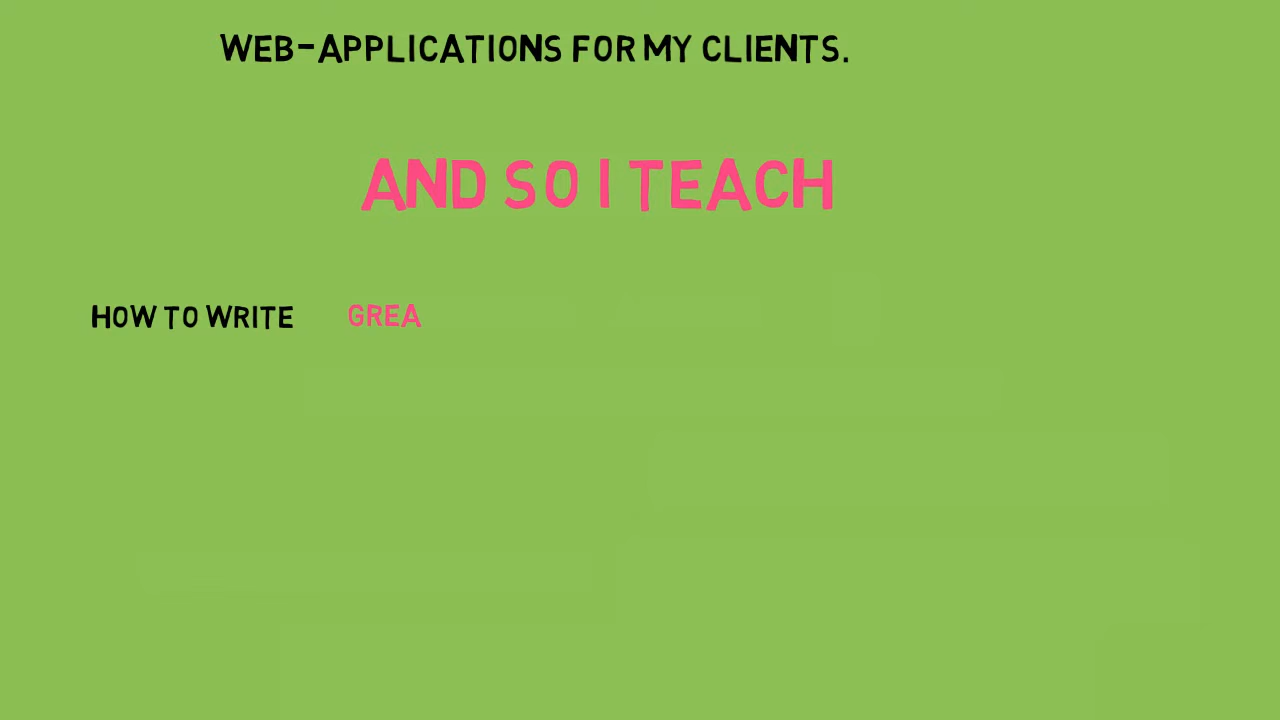 WEB-APPLICATIONS FOR MY CLIENTS.
AND SO I TEACH
HOW TO WRITE GREA